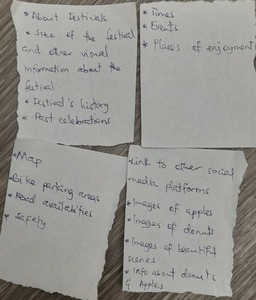 * About Festivals
* Size of the festival
and other visual
information about the
festival.
* Festival's history
* Past celebrations
* Times
* Events
* Places of enjoyment
* Map
* Bike parking areas
* Road availabilities
* Safety
* Link to other social
media platforms
* Images of apples
* Images of donuts
* Images of beautiful
scenes
* Info about donuts
& Apples